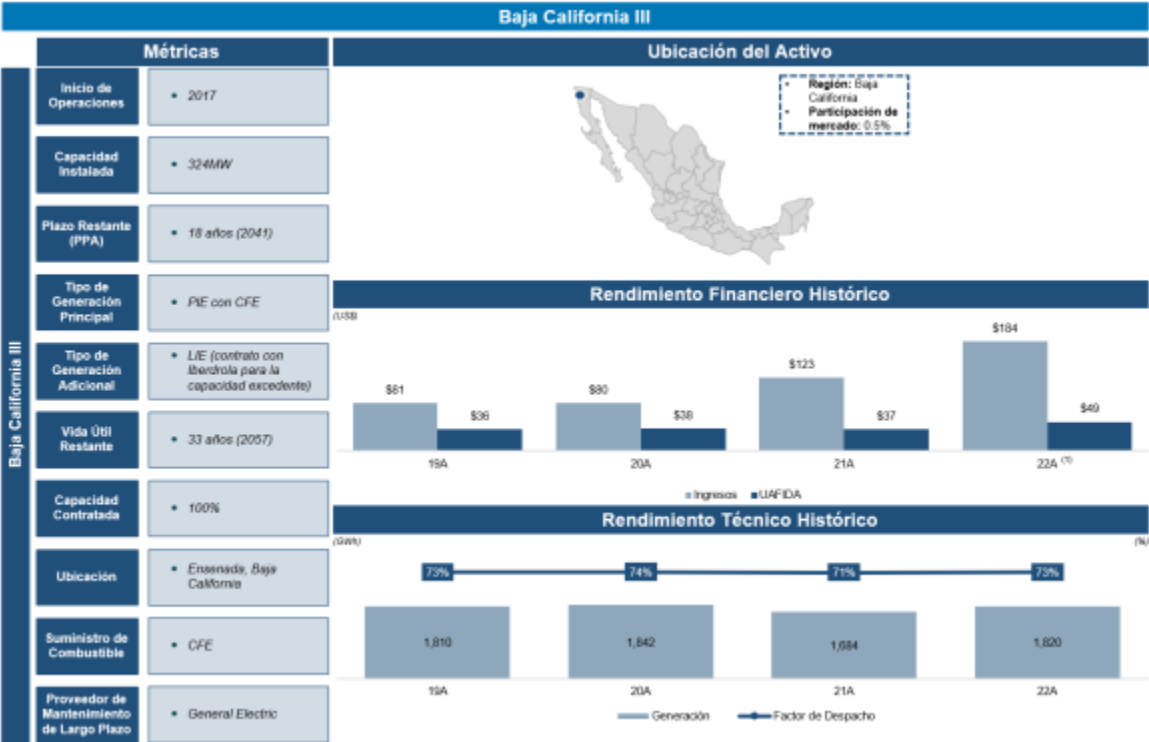 Baja California III
Métricas
Ubicación del Activo
Baja California III
Inicio de
Operaciones
• 2017
Capacidad
Instalada
• 324MW
Plazo Restante
(PPA)
• 18 años (2041)
Tipo de
Generación
Principal
• PIE con CFE
Tipo de
Generación
Adicional
• LIE (contrato con
Iberdrola para la
capacidad excedente)
Vida Útil
Restante
• 33 años (2057)
Capacidad
Contratada
• 100%
Ubicación
• Ensenada, Baja
California
Suministro de
Combustible
• CFE
Proveedor de
Mantenimiento
de Largo Plazo
• General Electric
• Región: Baja
California
• Participación de
mercado: 0.5%
Rendimiento Financiero Histórico
(US$)
$81
$36
$80
$38
$123
$37
$184
$49
19A
20A
21A
22A (1)
Ingresos
UAFIDA
Rendimiento Técnico Histórico
(GWh)
(%)
73%
74%
71%
73%
1,810
1,842
1,684
1,820
19A
20A
21A
22A
Generación
Factor de Despacho